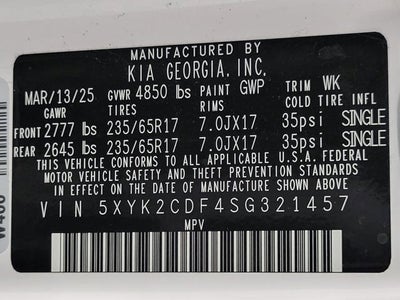 MANUFACTURED BY
KIA GEORGIA, INC.
MAR/13/25 GVWR 4850 lbs PAINT GWP TRIM WK
GAWR TIRES RIMS COLD TIRE INFL
FRONT 2777 lbs 235/65R17 7.0JX17 35psi SINGLE
REAR 2645 lbs 235/65R17 7.0JX17 35psi SINGLE
THIS VEHICLE CONFORMS TO ALL APPLICABLE U.S.A. FEDERAL
MOTOR VEHICLE SAFETY AND THEFT PREVENTION STANDARDS
IN EFFECT ON THE DATE OF MANUFACTURE SHOWN ABOVE.
VIN 5XYK2CDF4SG321457
MPV